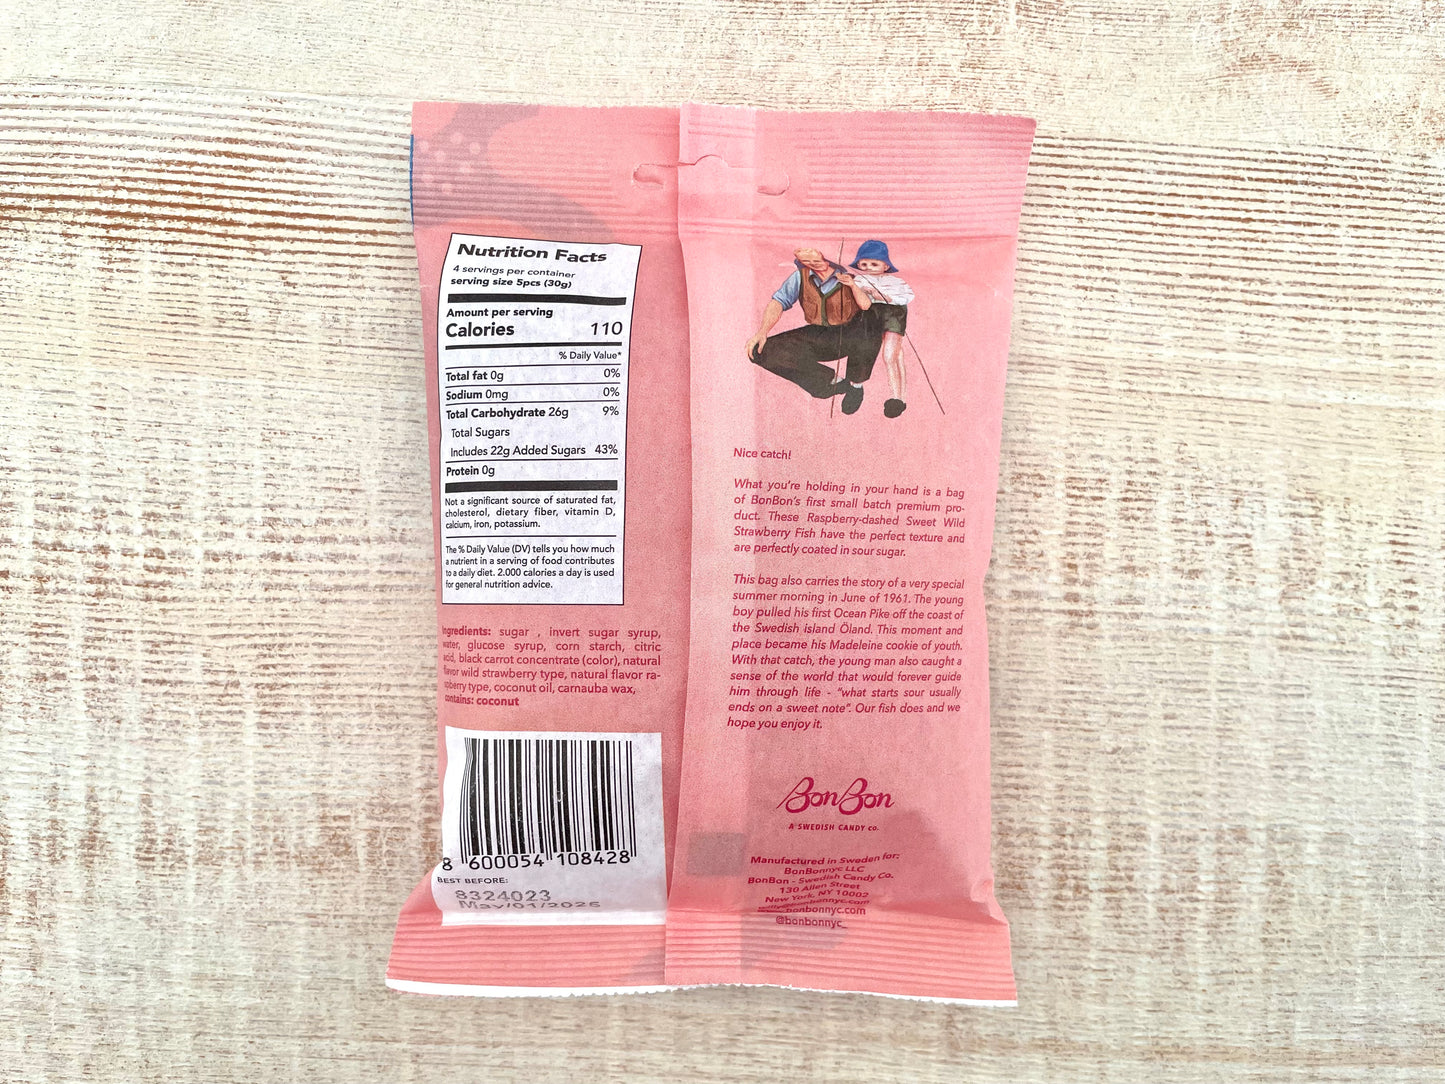 Nutrition Facts
4 servings per container
serving size 5pcs (30g)
Amount per serving
Calories 110
% Daily Value*
Total fat 0g 0%
Sodium 0mg 0%
Total Carbohydrate 26g 9%
Total Sugars
Includes 22g Added Sugars 43%
Protein 0g
Not a significant source of saturated fat,
cholesterol, dietary fiber, vitamin D,
calcium, iron, potassium.
The % Daily Value (DV) tells you how much
a nutrient in a serving of food contributes
to a daily diet. 2.000 calories a day is used
for general nutrition advice.
Ingredients: sugar , invert sugar syrup,
water, glucose syrup, corn starch, citric
acid, black carrot concentrate (color), natural
flavor wild strawberry type, natural flavor ra-
spberry type, coconut oil, carnauba wax,
contains: coconut
8 600054 108428
BEST BEFORE:
8324023
May/01/2025
Nice catch!
What you're holding in your hand is a bag
of BonBon's first small batch premium pro-
duct. These Raspberry-dashed Sweet Wild
Strawberry Fish have the perfect texture and
are perfectly coated in sour sugar.
This bag also carries the story of a very special
summer morning in June of 1961. The young
boy pulled his first Ocean Pike off the coast of
the Swedish island Öland. This moment and
place became his Madeleine cookie of youth.
With that catch, the young man also caught a
sense of the world that would forever guide
him through life - "what starts sour usually
ends on a sweet note". Our fish does and we
hope you enjoy it.
BonBon
A SWEDISH CANDY co.
Manufactured in Sweden for:
BonBonnyc LLC
BonBon - Swedish Candy Co.
130 Allen Street
New York, NY 10002
bonbonnyc.com
@bonbonnyc_